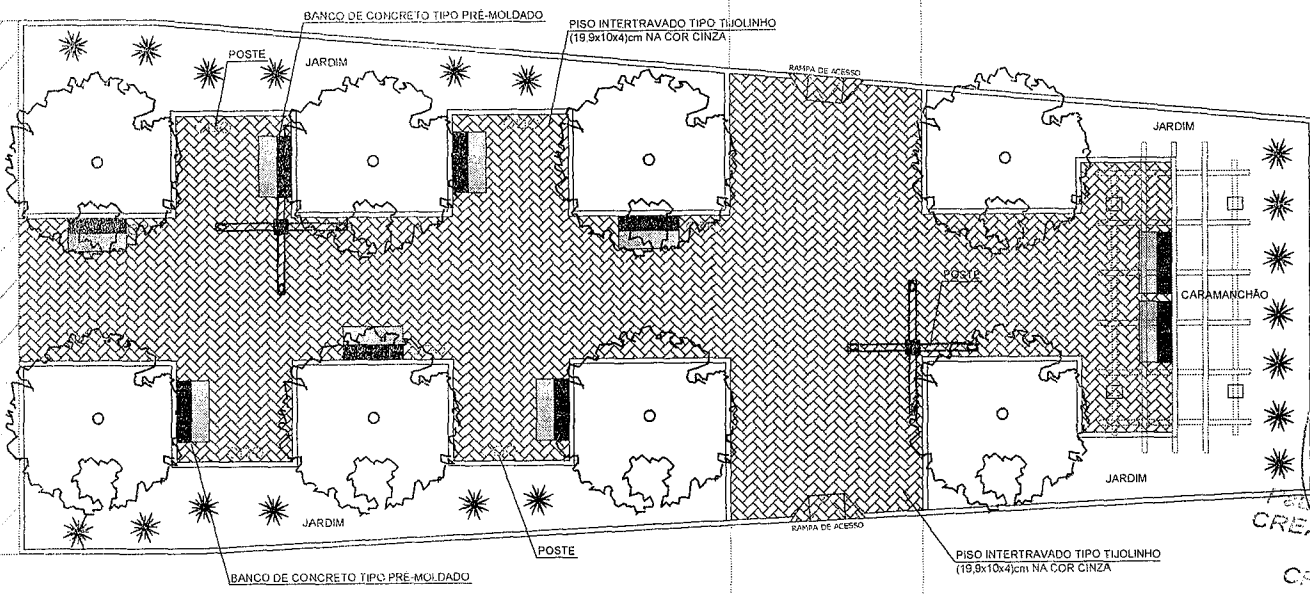 BANCO DE CONCRETO TIPO PRÉ-MOLDADO
PISO INTERTRAVADO TIPO TIJOLINHO
(19,9x10x4)cm NA COR CINZA
POSTE
JARDIM
RAMPA DE ACESSO
JARDIM
POSTE
CARAMANCHÃO
JARDIM
JARDIM
RAMPA DE ACESSO
POSTE
PISO INTERTRAVADO TIPO TIJOLINHO
(19,9x10x4)cm NA COR CINZA
BANCO DE CONCRETO TIPO PRÉ-MOLDADO